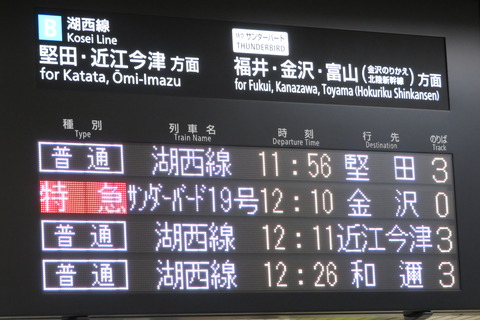 B 湖西線
Kosei Line
堅田・近江今津 方面
for Katata, Ōmi-Imazu
サンダーバード
THUNDERBIRD
福井・金沢・富山(金沢のりかえ 北陸新幹線)方面
for Fukui, Kanazawa, Toyama (Hokuriku Shinkansen)
種別 列車名 時刻 行先 のりば
Type Train Name Departure Time Destination Track
普通 湖西線 11:56 堅田 3
特急 サンダーバード19号 12:10 金沢 0
普通 湖西線 12:11 近江今津 3
普通 湖西線 12:26 和邇 3